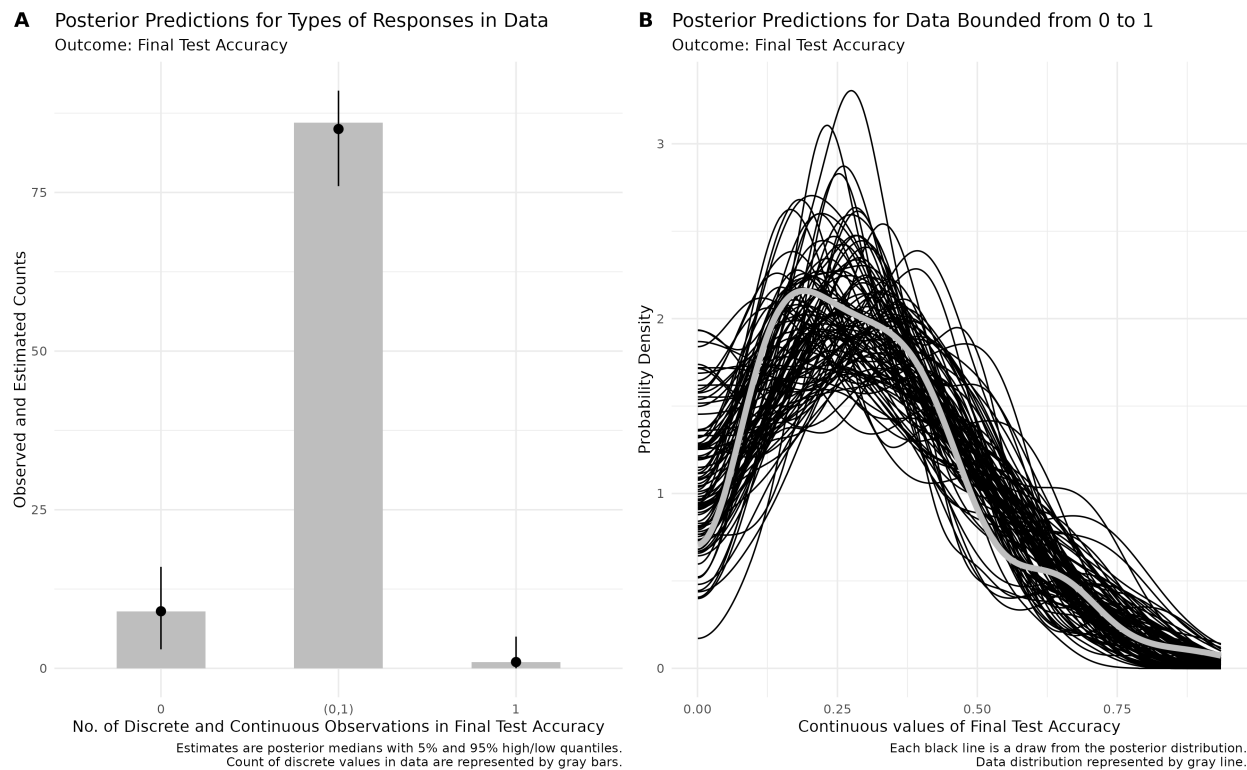 A
Posterior Predictions for Types of Responses in Data
Outcome: Final Test Accuracy
Observed and Estimated Counts
75
50
25
0
0
(0,1)
1
No. of Discrete and Continuous Observations in Final Test Accuracy
Estimates are posterior medians with 5% and 95% high/low quantiles.
Count of discrete values in data are represented by gray bars.
B
Posterior Predictions for Data Bounded from 0 to 1
Outcome: Final Test Accuracy
Probability Density
3
2
1
0
0.00
0.25
0.50
0.75
Continuous values of Final Test Accuracy
Each black line is a draw from the posterior distribution.
Data distribution represented by gray line.